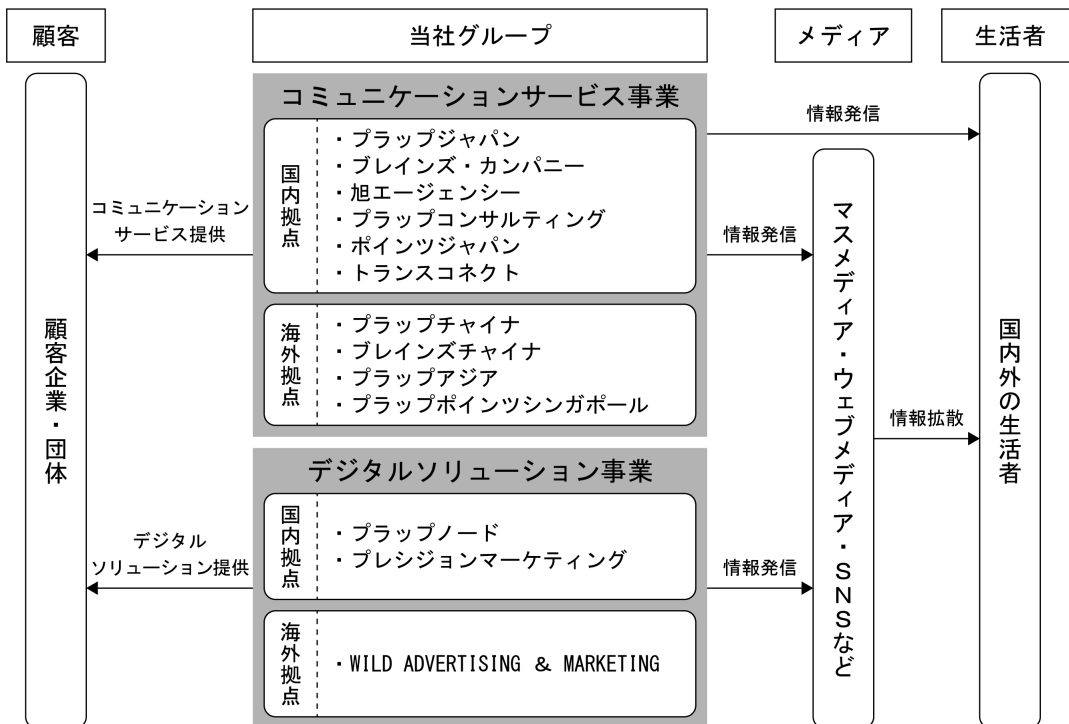 顧客
当社グループ
メディア
生活者
コミュニケーションサービス事業
国内拠点
・プラップジャパン
・ブレインズ・カンパニー
・旭エージェンシー
・プラップコンサルティング
・ポインツジャパン
・トランスコネクト
海外拠点
・プラップチャイナ
・ブレインズチャイナ
・プラップアジア
・プラップポインツシンガポール
デジタルソリューション事業
国内拠点
・プラップノード
・プレシジョンマーケティング
海外拠点
・WILD ADVERTISING & MARKETING
コミュニケーション
サービス提供
デジタル
ソリューション提供
顧客企業・団体
情報発信
情報発信
情報発信
マスメディア・ウェブメディア・SNSなど
情報拡散
国内外の生活者